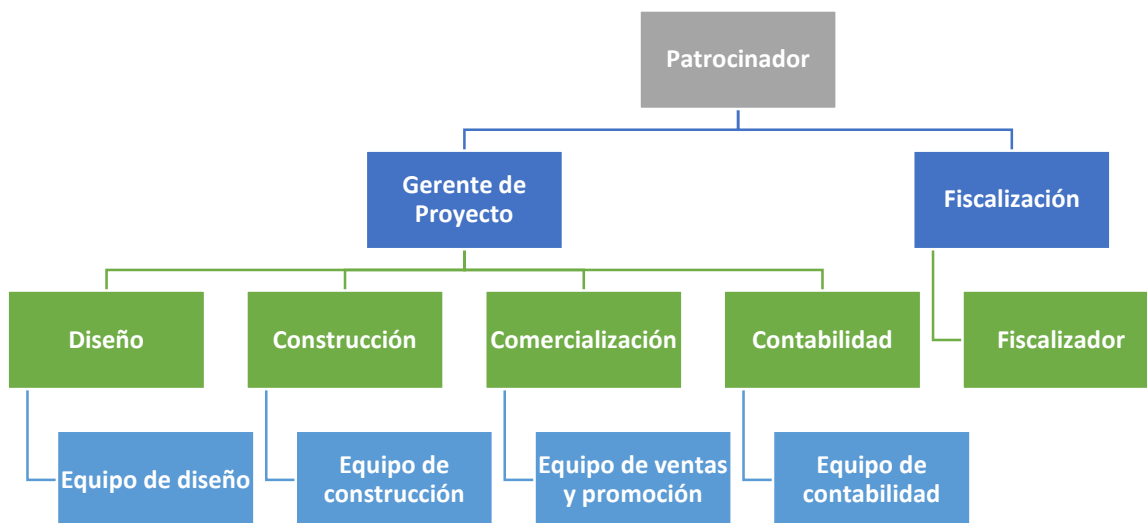 Patrocinador
Gerente de
Proyecto
Fiscalización
Diseño
Construcción
Comercialización
Contabilidad
Fiscalizador
Equipo de diseño
Equipo de
construcción
Equipo de ventas
y promoción
Equipo de
contabilidad